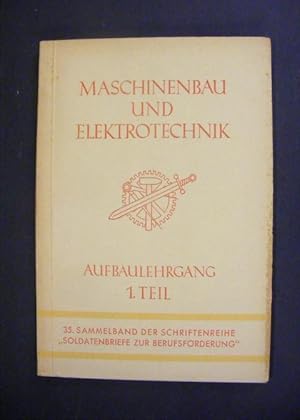 MASCHINENBAU
UND
ELEKTROTECHNIK
AUFBAULEHRGANG
1. TEIL
35. SAMMELBAND DER SCHRIFTENREIHE
„SOLDATENBRIEFE ZUR BERUFSFÖRDERUNG"